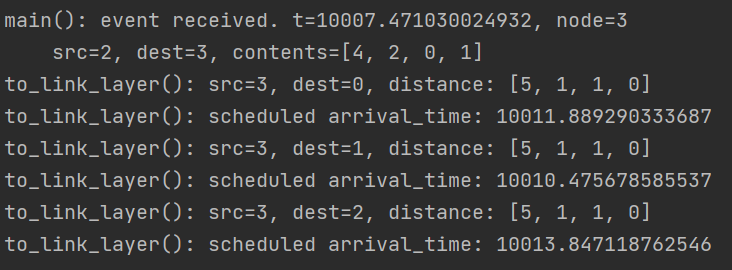 main(): event received. t=10007.471030024932, node=3
    src=2, dest=3, contents=[4, 2, 0, 1]
to_link_layer(): src=3, dest=0, distance: [5, 1, 1, 0]
to_link_layer(): scheduled arrival_time: 10011.889290333687
to_link_layer(): src=3, dest=1, distance: [5, 1, 1, 0]
to_link_layer(): scheduled arrival_time: 10010.475678585537
to_link_layer(): src=3, dest=2, distance: [5, 1, 1, 0]
to_link_layer(): scheduled arrival_time: 10013.847118762546